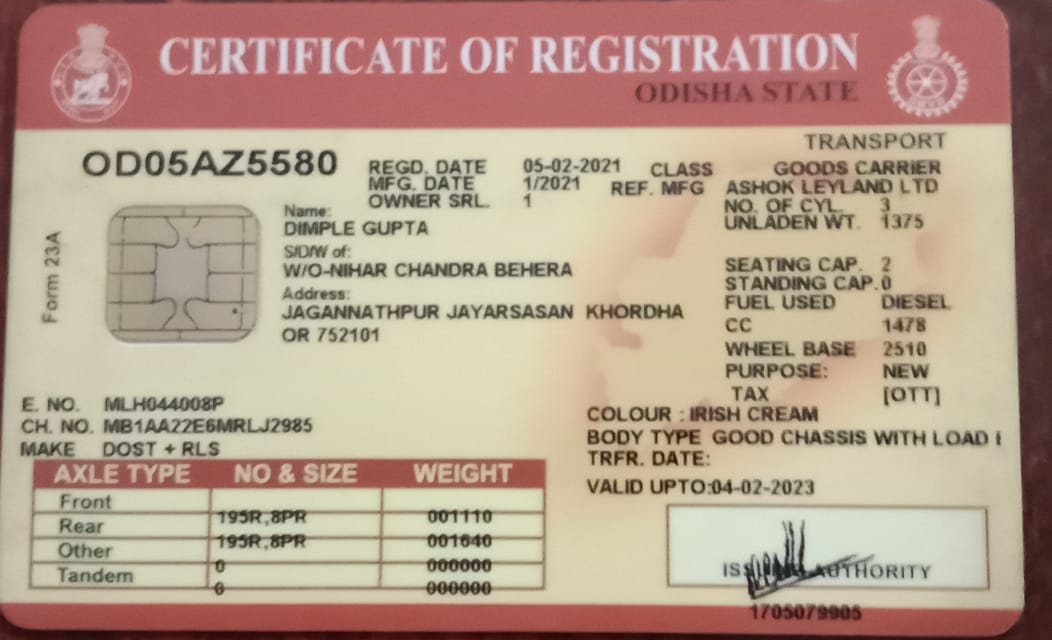 CERTIFICATE OF REGISTRATION
ODISHA STATE
TRANSPORT
OD05AZ5580
REGD. DATE 05-02-2021 CLASS GOODS CARRIER
MFG. DATE 1/2021 REF. MFG ASHOK LEYLAND LTD
OWNER SRL. 1
NO. OF CYL. 3
UNLADEN WT. 1375
Form 23A
Name:
DIMPLE GUPTA
S/D/W of:
W/O-NIHAR CHANDRA BEHERA
Address:
JAGANNATHPUR JAYARSASAN KHORDHA
OR 752101
SEATING CAP. 2
STANDING CAP. 0
FUEL USED DIESEL
CC 1478
WHEEL BASE 2510
PURPOSE: NEW
TAX [OTT]
E. NO. MLH044008P
CH. NO. MB1AA22E6MRLJ2985
MAKE DOST + RLS
COLOUR : IRISH CREAM
BODY TYPE GOOD CHASSIS WITH LOAD
TRFR. DATE:
VALID UPTO:04-02-2023
AXLE TYPE NO & SIZE WEIGHT
Front 195R,8PR 001110
Rear 195R,8PR 001640
Other 0 000000
Tandem 0 000000
ISSUING AUTHORITY
1705079905